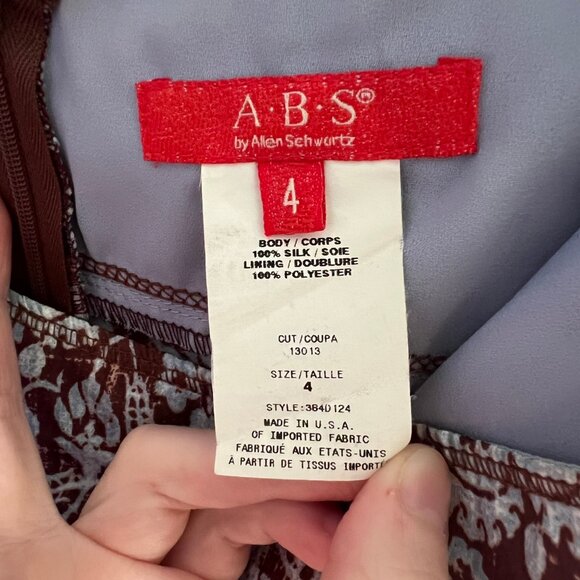 A·B·S®
by Allen Schwartz
4
BODY / CORPS
100% SILK / SOIE
LINING / DOUBLURE
100% POLYESTER
CUT/COUPA
13013
SIZE/TAILLE
4
STYLE:384D124
MADE IN U.S.A.
OF IMPORTED FABRIC
FABRIQUÉ AUX ETATS-UNIS
À PARTIR DE TISSUS IMPORTÉ